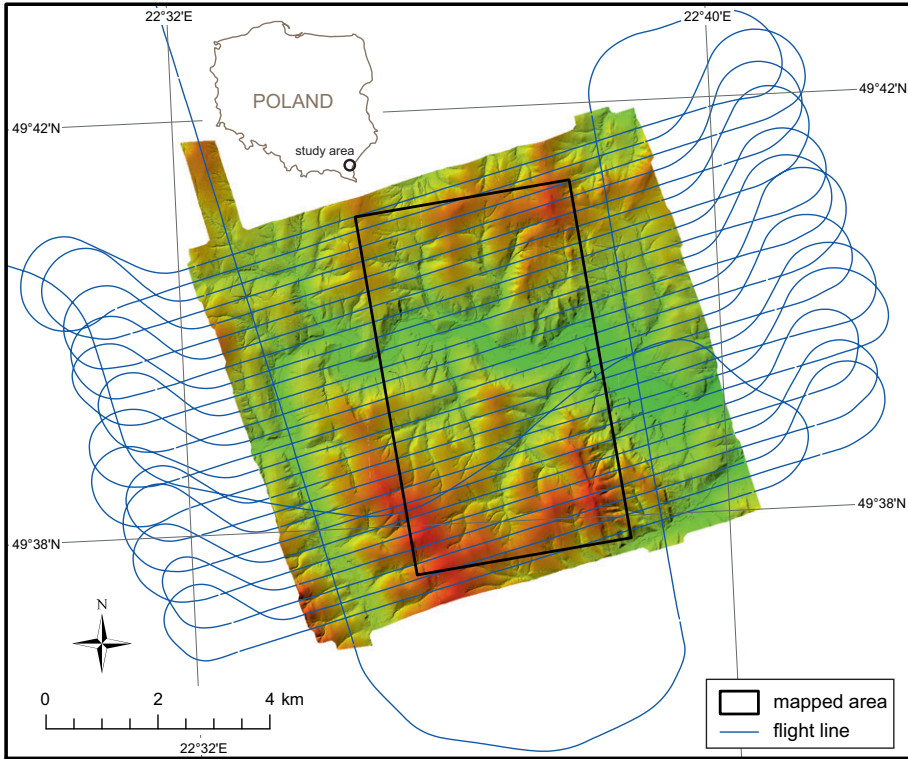 22°32'E
22°40'E
49°42'N
POLAND
49°42'N
study area
49°38'N
49°38'N
N
0 2 4 km
mapped area
flight line
22°32'E